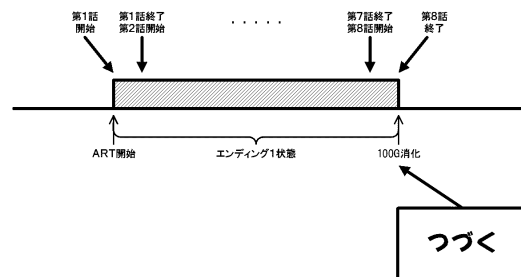 第1話
開始
第1話終了
第2話開始
・・・・・
第7話終了
第8話開始
第8話
終了
ART開始
エンディング1状態
100G消化
つづく